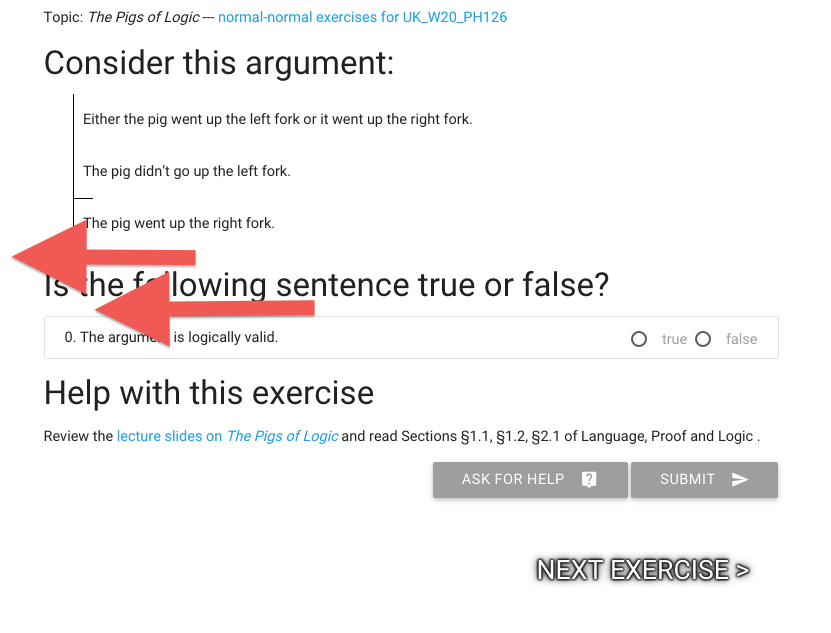 Topic: The Pigs of Logic --- normal-normal exercises for UK_W20_PH126
Consider this argument:
Either the pig went up the left fork or it went up the right fork.
The pig didn’t go up the left fork.
The pig went up the right fork.
Is the following sentence true or false?
0. The argument is logically valid.
true
false
Help with this exercise
Review the lecture slides on The Pigs of Logic and read Sections §1.1, §1.2, §2.1 of Language, Proof and Logic .
ASK FOR HELP
SUBMIT
NEXT EXERCISE >